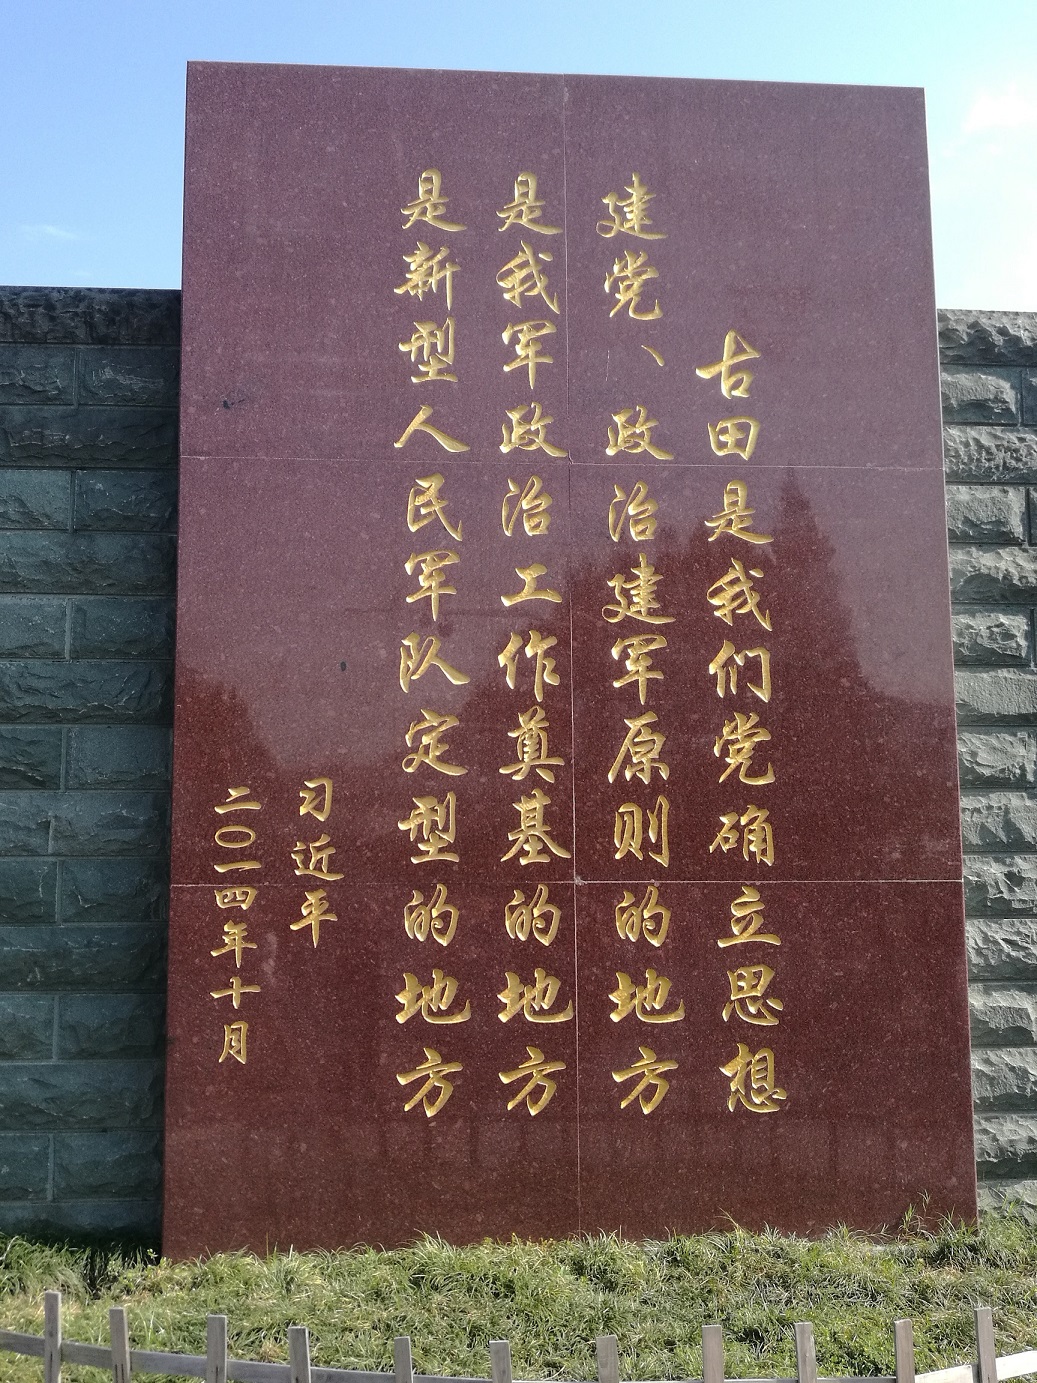 古田是我们党确立思想
建党、政治建军原则的地方
是我军政治工作奠基的地方
是新型人民军队定型的地方
习近平
二〇一四年十月